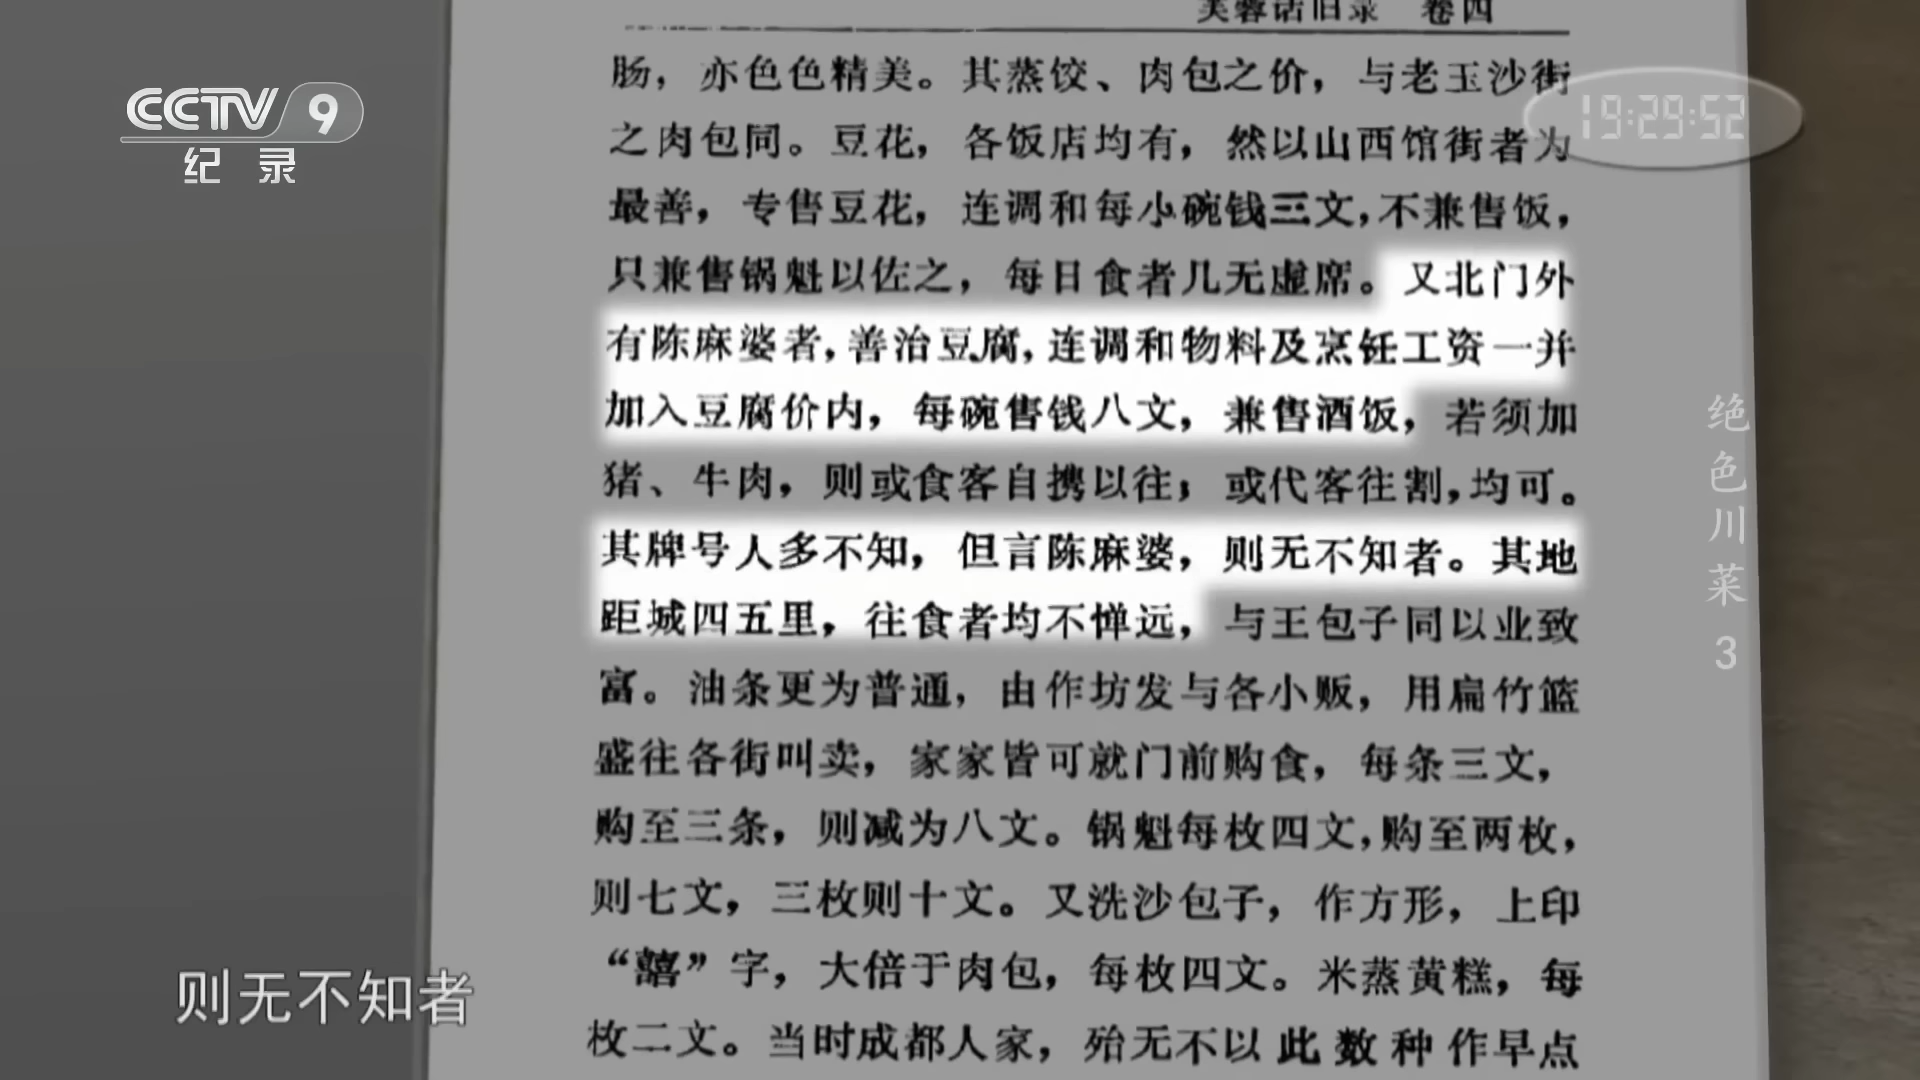 芙蓉话旧录 卷四
肠，亦色色精美。其蒸饺、肉包之价，与老玉沙街
之肉包同。豆花，各饭店均有，然以山西馆街者为
最善，专售豆花，连调和每小碗钱三文，不兼售饭，
只兼售锅魁以佐之，每日食者几无虚席。又北门外
有陈麻婆者，善治豆腐，连调和物料及烹饪工资一并
加入豆腐价内，每碗售钱八文，兼售酒饭，若须加
猪、牛肉，则或食客自携以往；或代客往割，均可。
其牌号人多不知，但言陈麻婆，则无不知者。其地
距城四五里，往食者均不惮远，与王包子同以业致
富。油条更为普通，由作坊发与各小贩，用扁竹篮
盛往各街叫卖，家家皆可就门前购食，每条三文，
购至三条，则减为八文。锅魁每枚四文，购至两枚，
则七文，三枚则十文。又洗沙包子，作方形，上印
“囍”字，大倍于肉包，每枚四文。米蒸黄糕，每
枚二文。当时成都人家，殆无不以此数种作早点
CCTV 9
纪录
19:29:52
绝色川菜 3
则无不知者